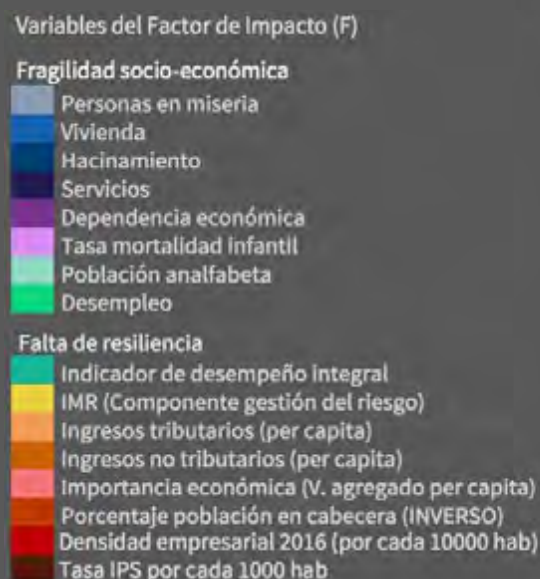 Variables del Factor de Impacto (F)
Fragilidad socio-económica
Personas en miseria
Vivienda
Hacinamiento
Servicios
Dependencia económica
Tasa mortalidad infantil
Población analfabeta
Desempleo
Falta de resiliencia
Indicador de desempeño integral
IMR (Componente gestión del riesgo)
Ingresos tributarios (per capita)
Ingresos no tributarios (per capita)
Importancia económica (V. agregado per capita)
Porcentaje población en cabecera (INVERSO)
Densidad empresarial 2016 (por cada 10000 hab)
Tasa IPS por cada 1000 hab